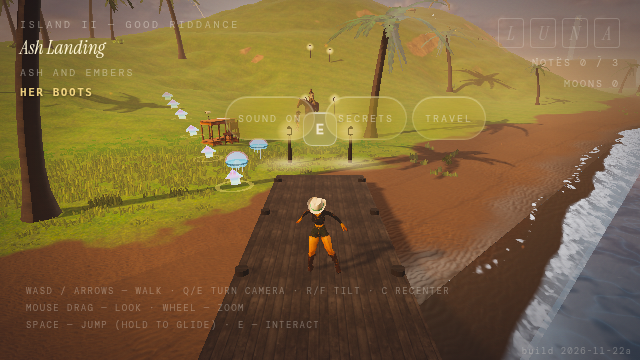 ISLAND II — GOOD RIDDANCE
Ash Landing
ASH AND EMBERS
HER BOOTS
L U N A
NOTES 0 / 3
MOONS 0
SOUND ON
SECRETS
TRAVEL
E
WASD / ARROWS — WALK · Q/E TURN CAMERA · R/F TILT · C RECENTER
MOUSE DRAG — LOOK · WHEEL — ZOOM
SPACE — JUMP (HOLD TO GLIDE) · E — INTERACT
build 2026-11-22a